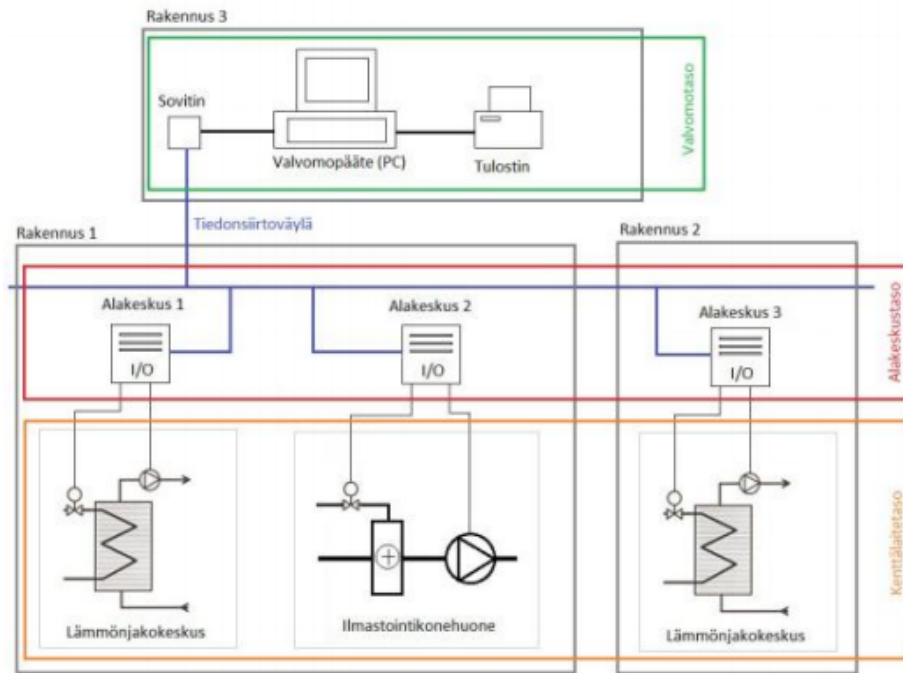 Rakennus 3
Sovitin
Valvomopääte (PC)
Tulostin
Valvomotaso
Tiedonsiirtoväylä
Rakennus 1
Rakennus 2
Alakeskus 1
Alakeskus 2
Alakeskus 3
I/O
I/O
I/O
Alakeskustaso
Lämmönjakokeskus
Ilmastointikonehuone
Lämmönjakokeskus
Kenttälaitetaso